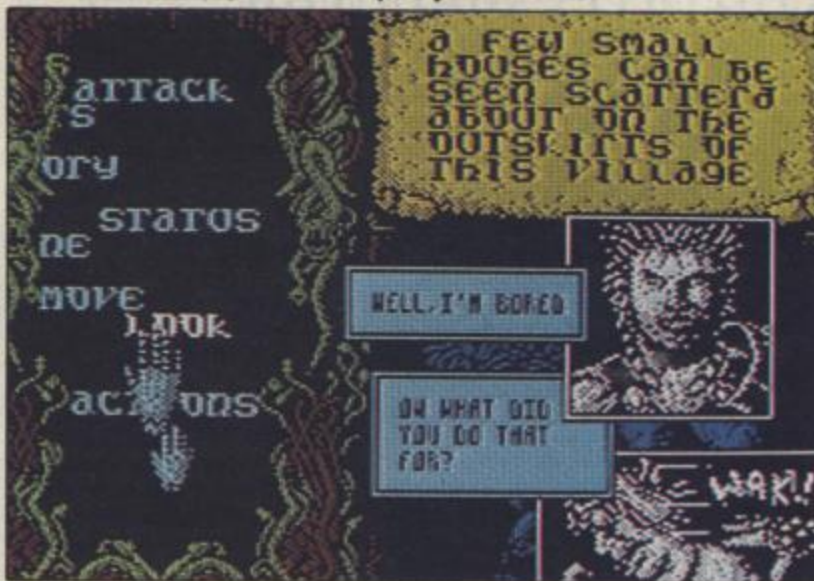 attack
s
ory
status
ne
move
look
actions
a few small
houses can be
seen scatterd
about on the
outskirts of
this village
WELL, I'M BORED
OW WHAT DID
YOU DO THAT
FOR?
WAK!!